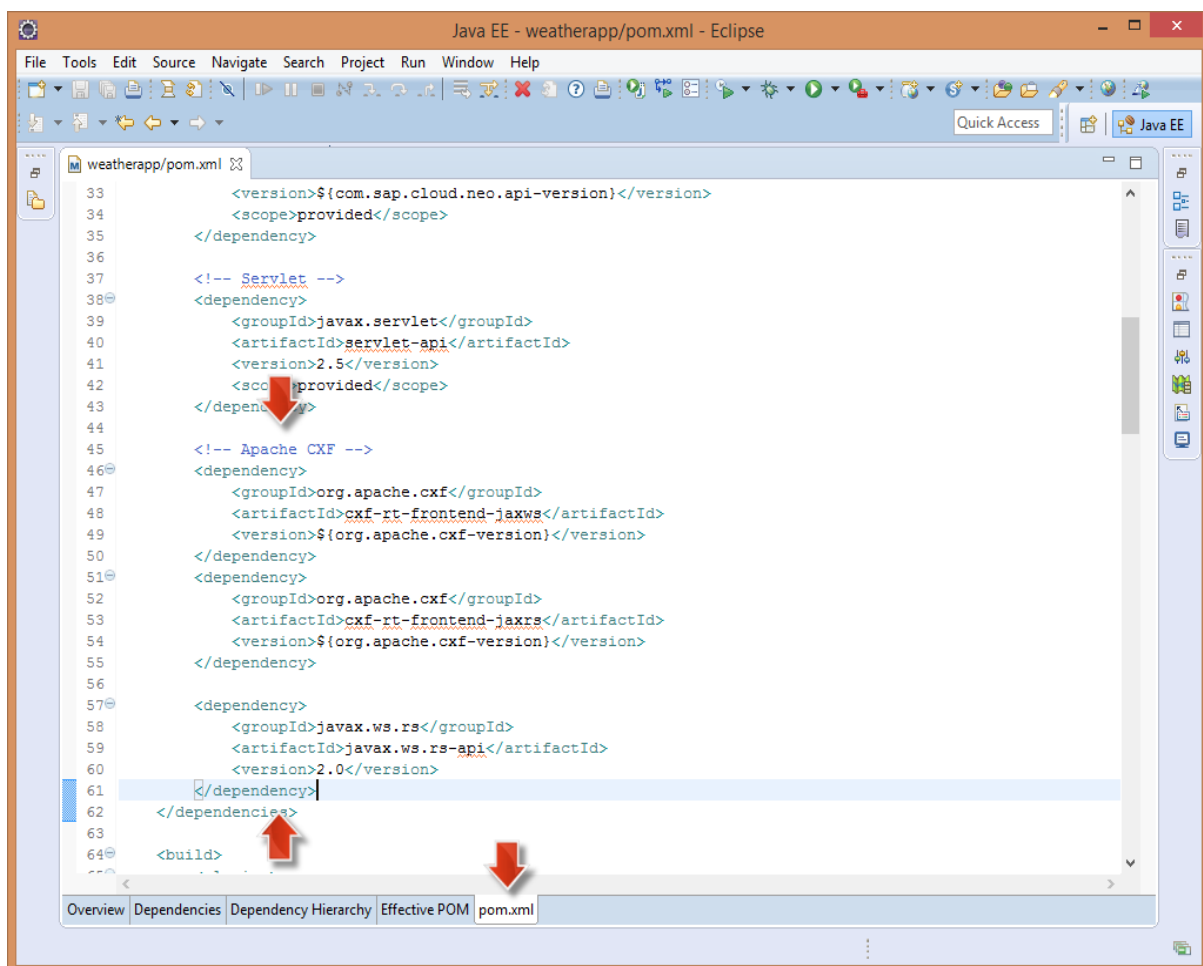 Java EE - weatherapp/pom.xml - Eclipse
File Tools Edit Source Navigate Search Project Run Window Help
Quick Access Java EE
weatherapp/pom.xml
33 <version>${com.sap.cloud.neo.api-version}</version>
34 <scope>provided</scope>
35 </dependency>
36
37 <!-- Servlet -->
38 <dependency>
39 <groupId>javax.servlet</groupId>
40 <artifactId>servlet-api</artifactId>
41 <version>2.5</version>
42 <sco provided</scope>
43 </depen y>
44
45 <!-- Apache CXF -->
46 <dependency>
47 <groupId>org.apache.cxf</groupId>
48 <artifactId>cxf-rt-frontend-jaxws</artifactId>
49 <version>${org.apache.cxf-version}</version>
50 </dependency>
51 <dependency>
52 <groupId>org.apache.cxf</groupId>
53 <artifactId>cxf-rt-frontend-jaxrs</artifactId>
54 <version>${org.apache.cxf-version}</version>
55 </dependency>
56
57 <dependency>
58 <groupId>javax.ws.rs</groupId>
59 <artifactId>javax.ws.rs-api</artifactId>
60 <version>2.0</version>
61 </dependency>
62 </dependencies>
63
64 <build>
Overview Dependencies Dependency Hierarchy Effective POM pom.xml